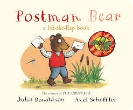 Postman Bear
a lift-the-flap book
Julia Donaldson Axel Scheffler